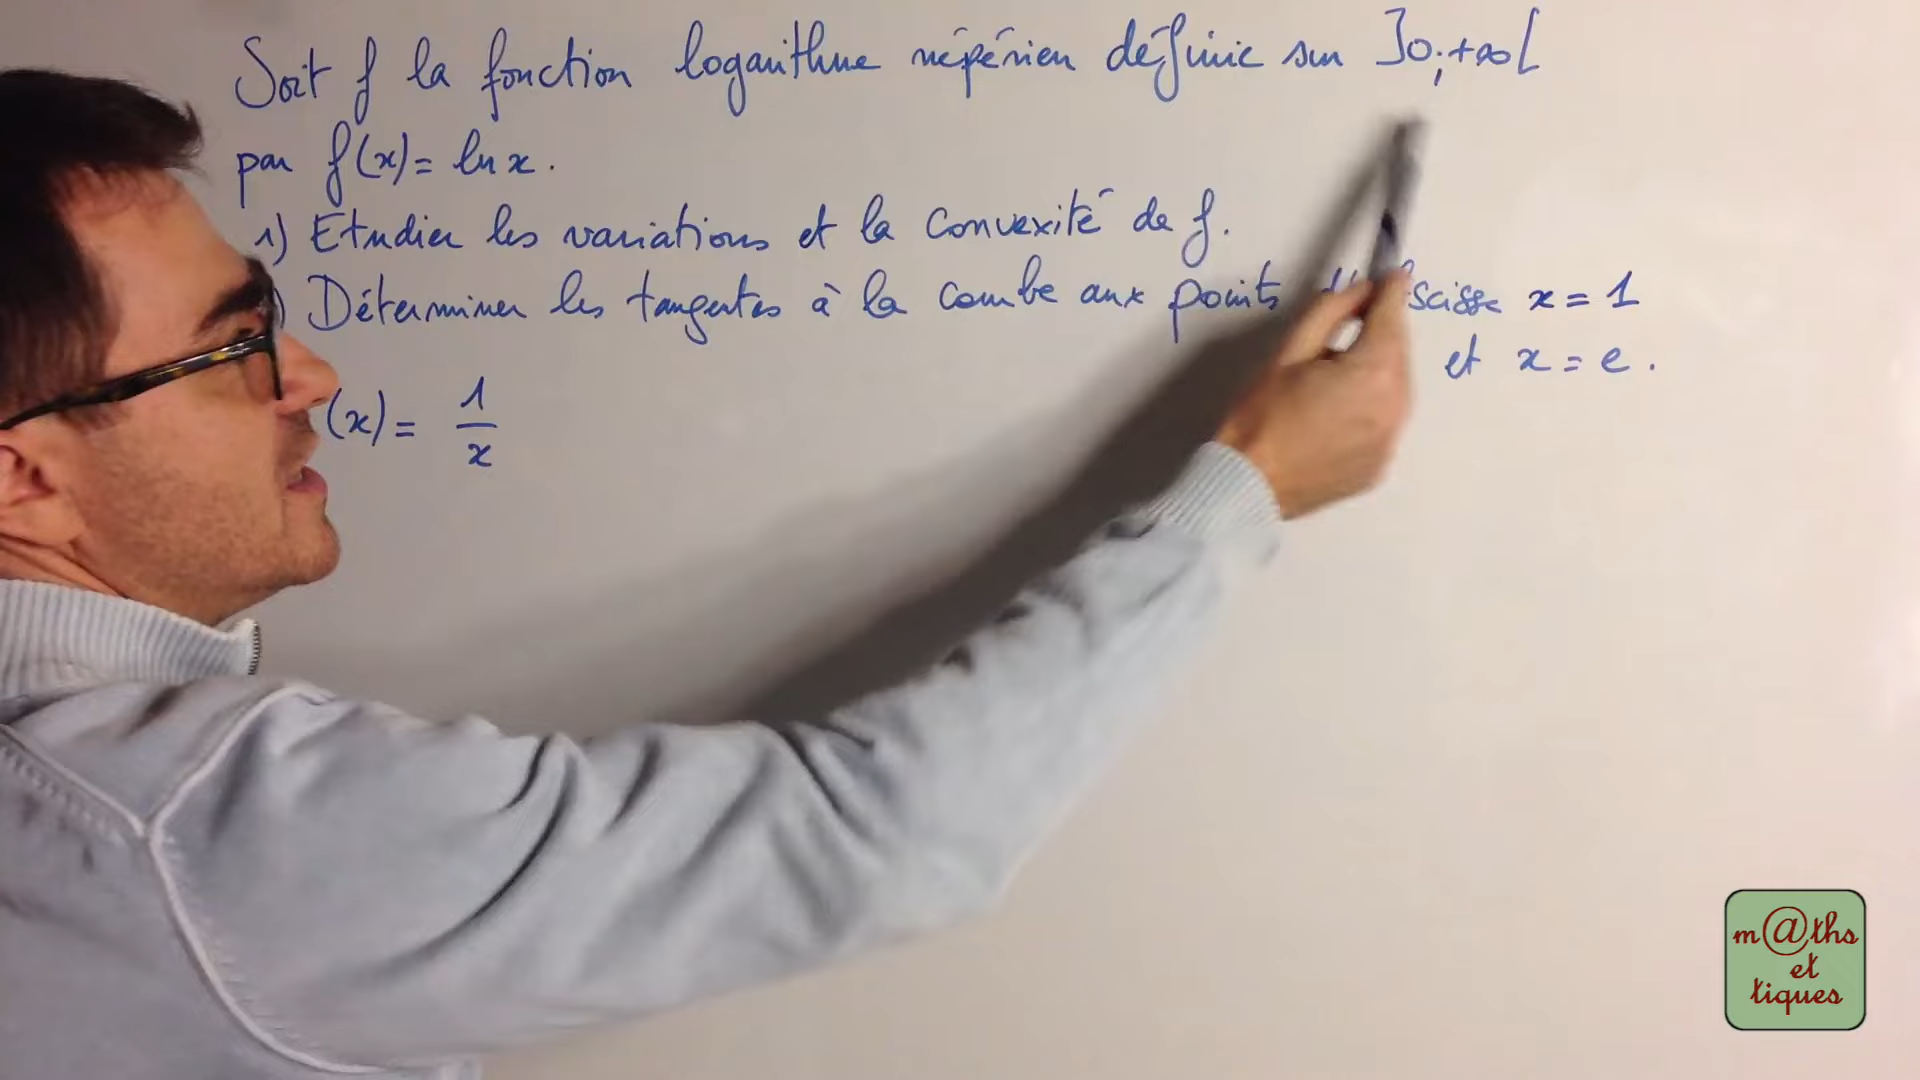 Soit f la fonction logarithme népérien définie sur ]0;+∞[
par f(x) = ln x.
1) Etudier les variations et la convexité de f.
) Déterminer les tangentes à la courbe aux points scisse x = 1
et x = e.
(x) = 1/x
m@ths
et
tiques